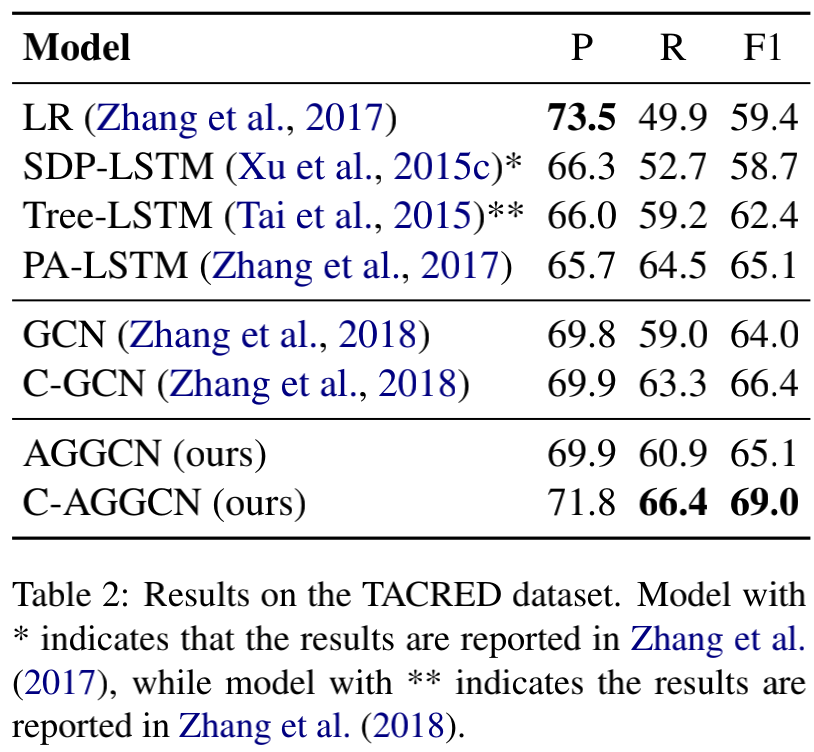 Model P R F1
LR (Zhang et al., 2017) 73.5 49.9 59.4
SDP-LSTM (Xu et al., 2015c)* 66.3 52.7 58.7
Tree-LSTM (Tai et al., 2015)** 66.0 59.2 62.4
PA-LSTM (Zhang et al., 2017) 65.7 64.5 65.1
GCN (Zhang et al., 2018) 69.8 59.0 64.0
C-GCN (Zhang et al., 2018) 69.9 63.3 66.4
AGGCN (ours) 69.9 60.9 65.1
C-AGGCN (ours) 71.8 66.4 69.0
Table 2: Results on the TACRED dataset. Model with
* indicates that the results are reported in Zhang et al.
(2017), while model with ** indicates the results are
reported in Zhang et al. (2018).